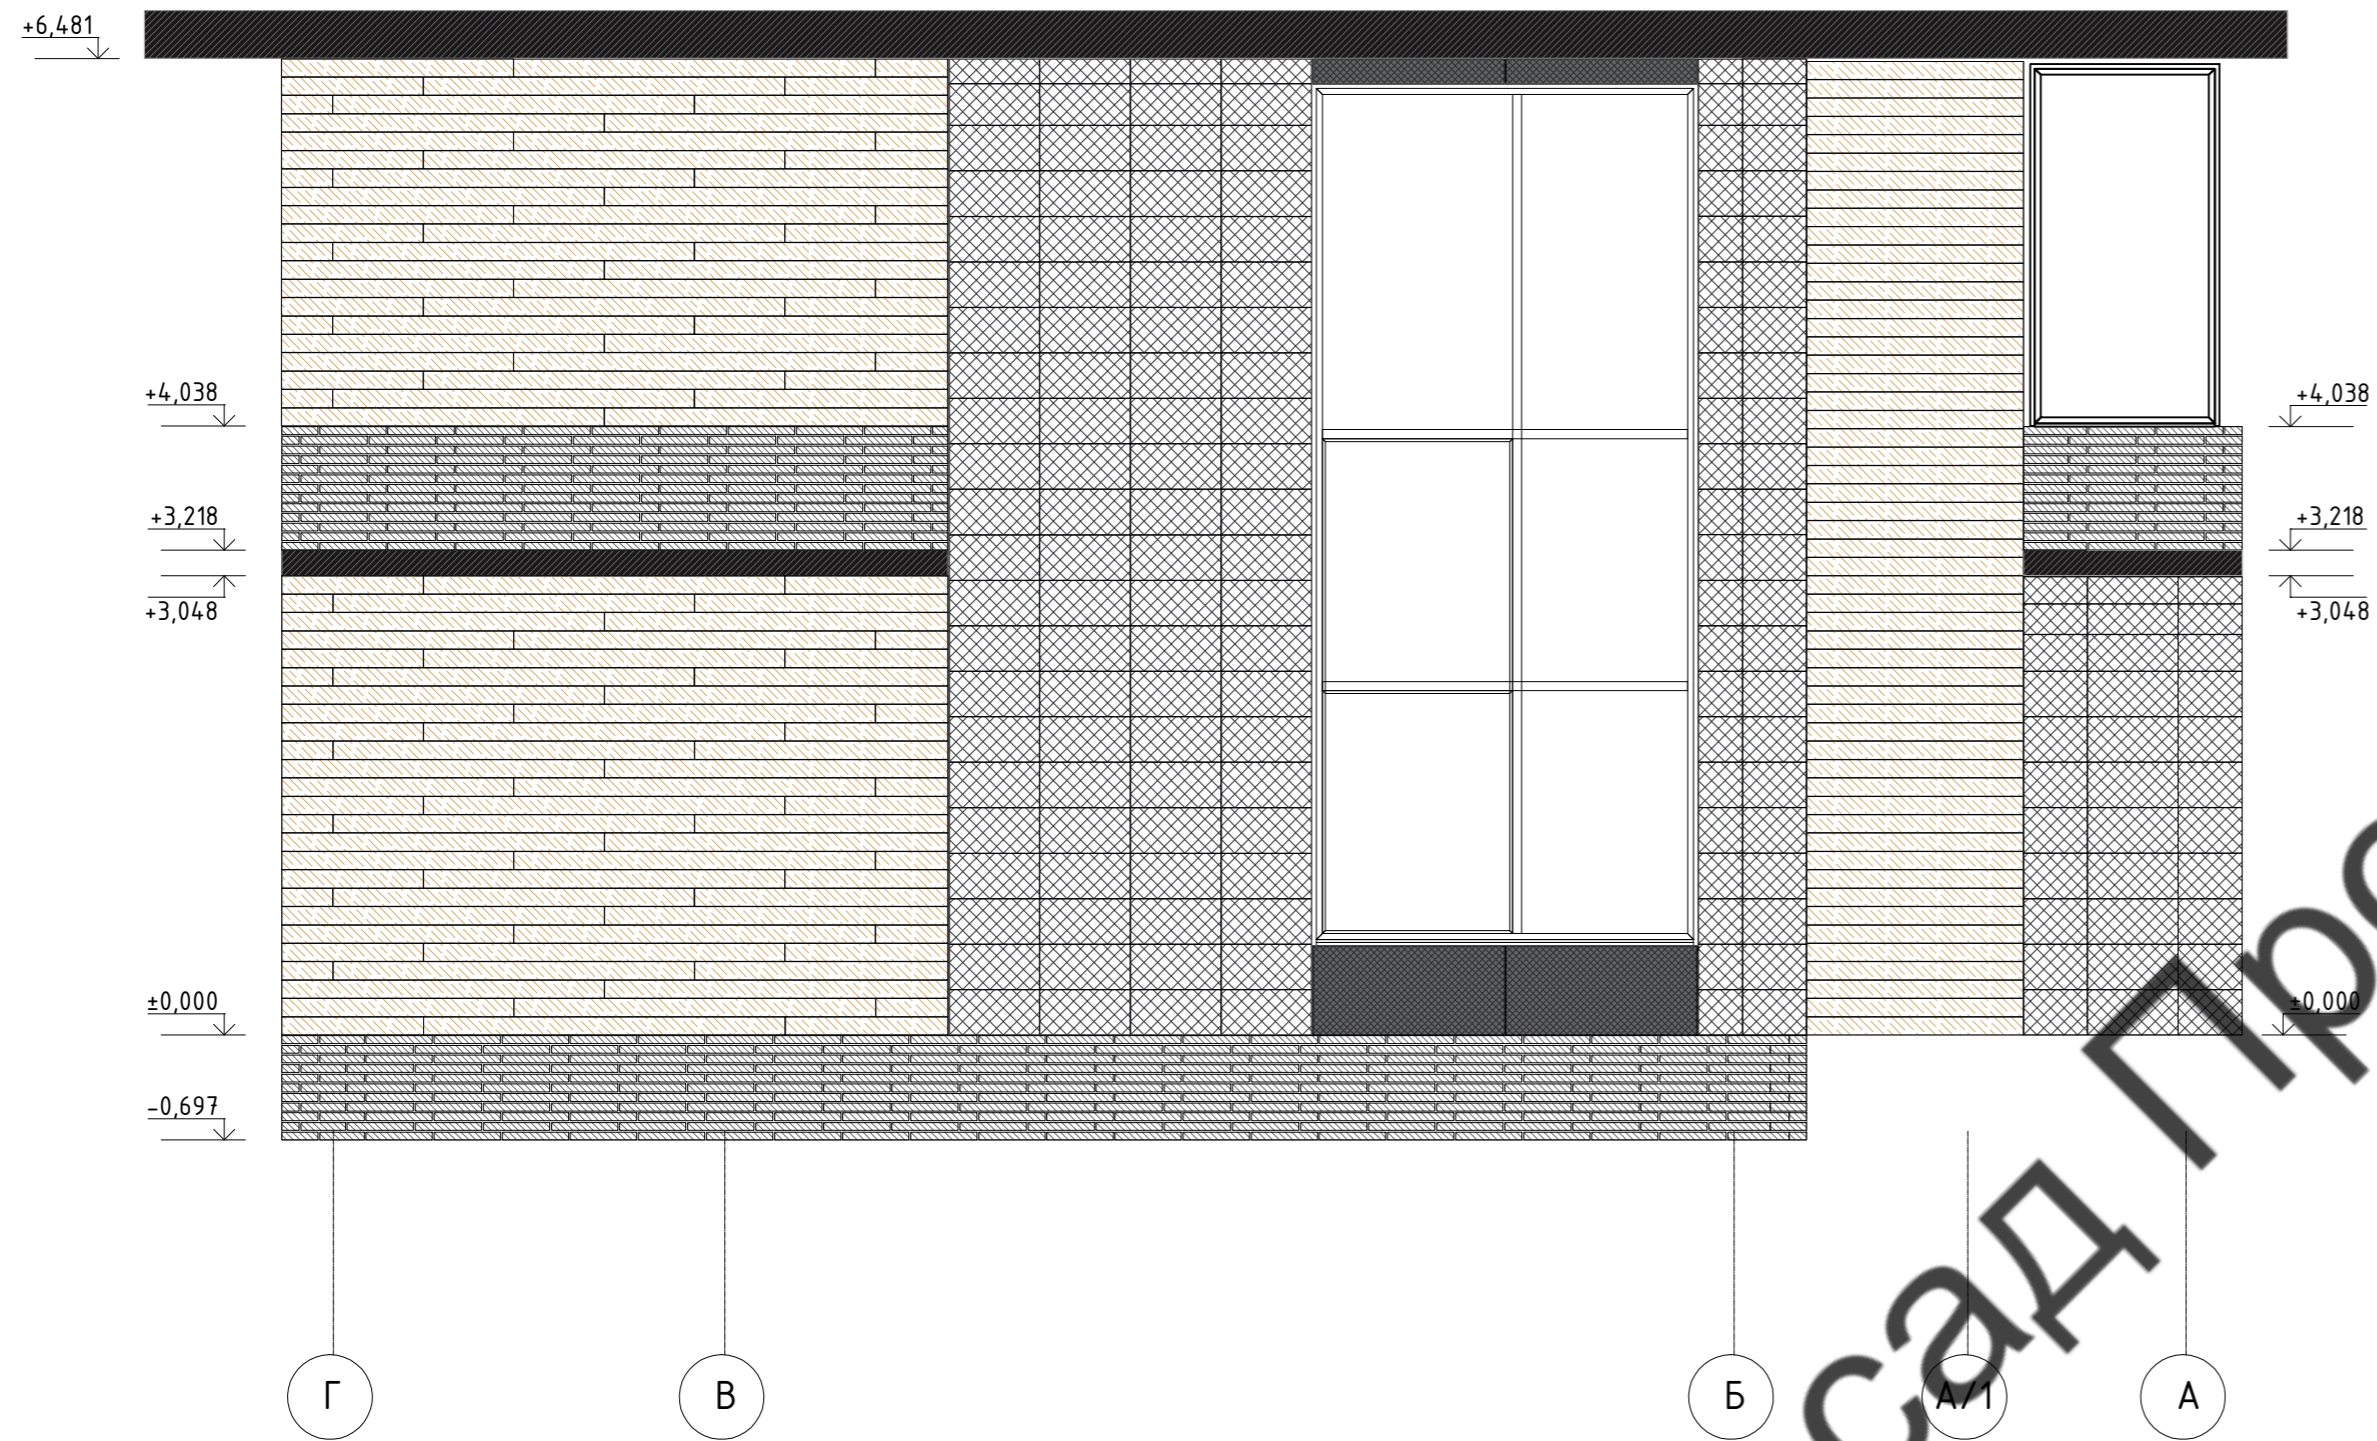 +6,481
+4,038
+4,038
+3,218
+3,218
+3,048
+3,048
±0,000
±0,000
-0,697
Г
В
Б
А/1
А
сад